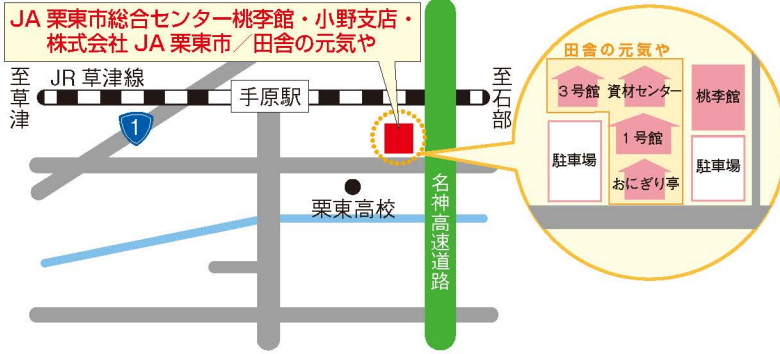 JA 栗東市総合センター桃李館・小野支店・
株式会社 JA 栗東市／田舎の元気や
至草津
JR 草津線
手原駅
至石部
1
栗東高校
名神高速道路
田舎の元気や
3号館
資材センター
桃李館
駐車場
1号館
駐車場
おにぎり亭